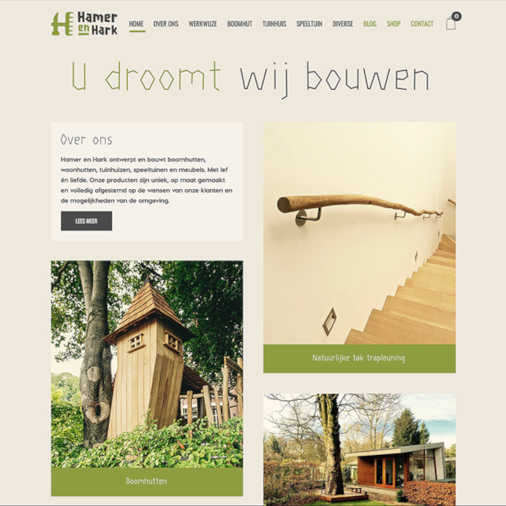 Hamer
en Hark
HOME OVER ONS WERKWIJZE BOOMHUT TUINHUIS SPEELTUIN DIVERSE BLOG SHOP CONTACT 0
U droomt wij bouwen
Over ons
Hamer en Hark ontwerpt en bouwt boomhutten,
woonhutten, tuinhuizen, speeltuinen en meubels. Met lef
én liefde. Onze producten zijn uniek, op maat gemaakt
en volledig afgestemd op de wensen van onze klanten en
de mogelijkheden van de omgeving.
LEES MEER
Natuurlijke tak trapleuning
Boomhutten